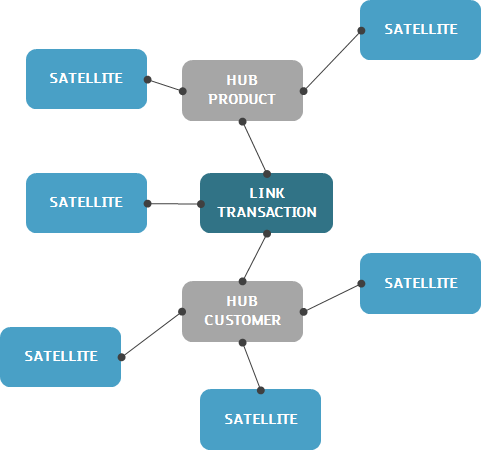 SATELLITE
SATELLITE
HUB
PRODUCT
SATELLITE
LINK
TRANSACTION
SATELLITE
HUB
CUSTOMER
SATELLITE
SATELLITE